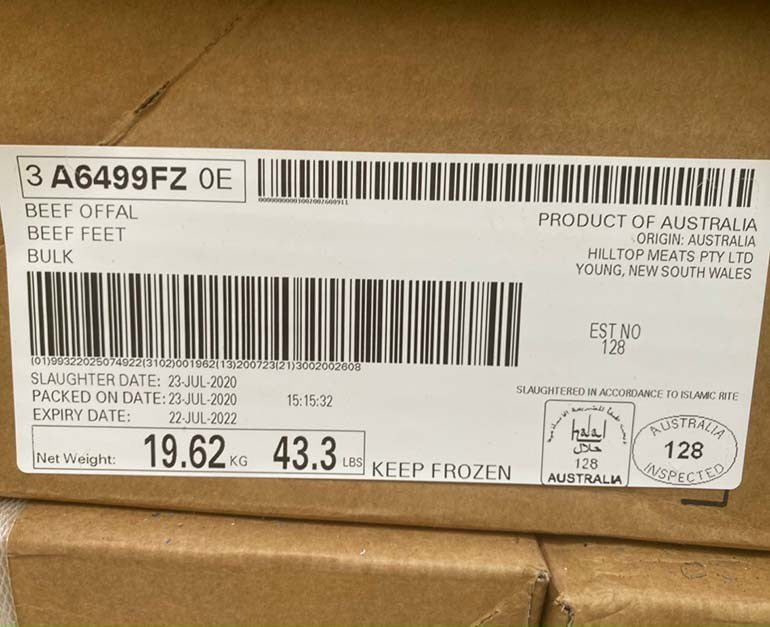 3 A6499FZ 0E
BEEF OFFAL
BEEF FEET
BULK
PRODUCT OF AUSTRALIA
ORIGIN: AUSTRALIA
HILLTOP MEATS PTY LTD
YOUNG, NEW SOUTH WALES
EST NO
128
(01)99322025074922(3102)001962(13)200723(21)3002002608
SLAUGHTER DATE: 23-JUL-2020
PACKED ON DATE: 23-JUL-2020 15:15:32
EXPIRY DATE: 22-JUL-2022
Net Weight: 19.62 KG 43.3 LBS
KEEP FROZEN
SLAUGHTERED IN ACCORDANCE TO ISLAMIC RITE
halal
حلال
128
AUSTRALIA
AUSTRALIA
128
INSPECTED